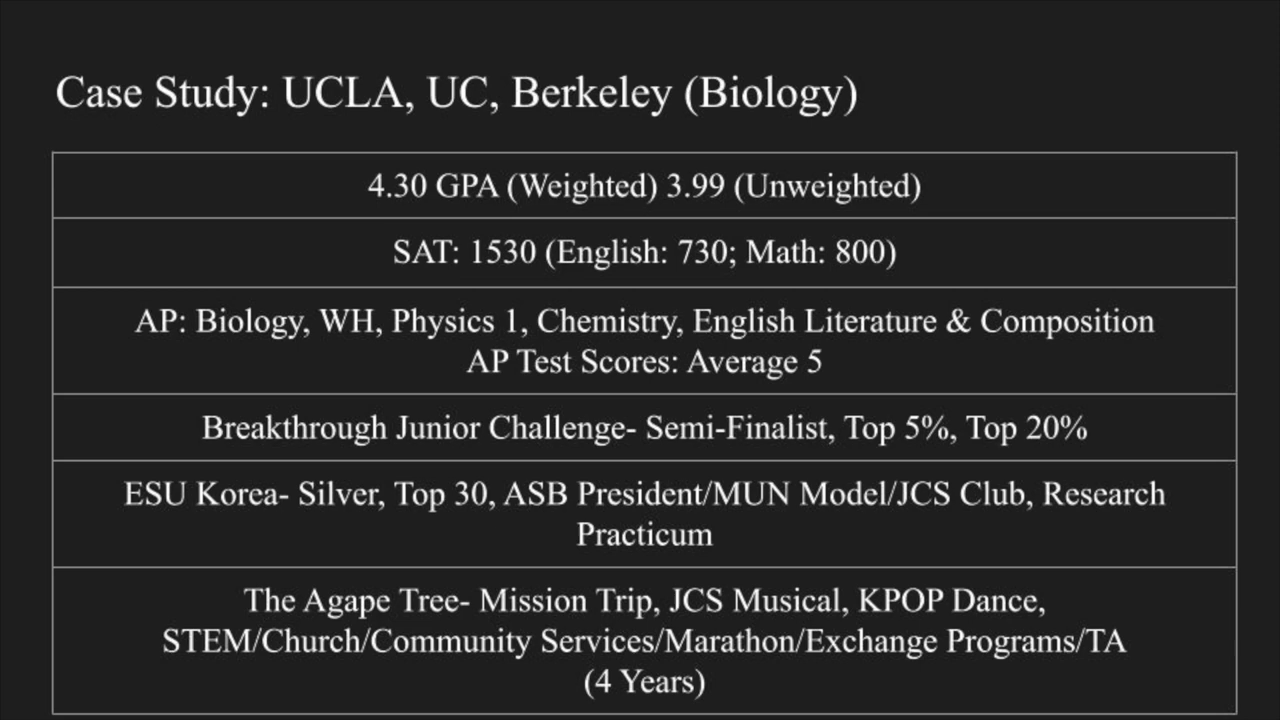 Case Study: UCLA, UC, Berkeley (Biology)
4.30 GPA (Weighted) 3.99 (Unweighted)
SAT: 1530 (English: 730; Math: 800)
AP: Biology, WH, Physics 1, Chemistry, English Literature & Composition
AP Test Scores: Average 5
Breakthrough Junior Challenge- Semi-Finalist, Top 5%, Top 20%
ESU Korea- Silver, Top 30, ASB President/MUN Model/JCS Club, Research
Practicum
The Agape Tree- Mission Trip, JCS Musical, KPOP Dance,
STEM/Church/Community Services/Marathon/Exchange Programs/TA
(4 Years)